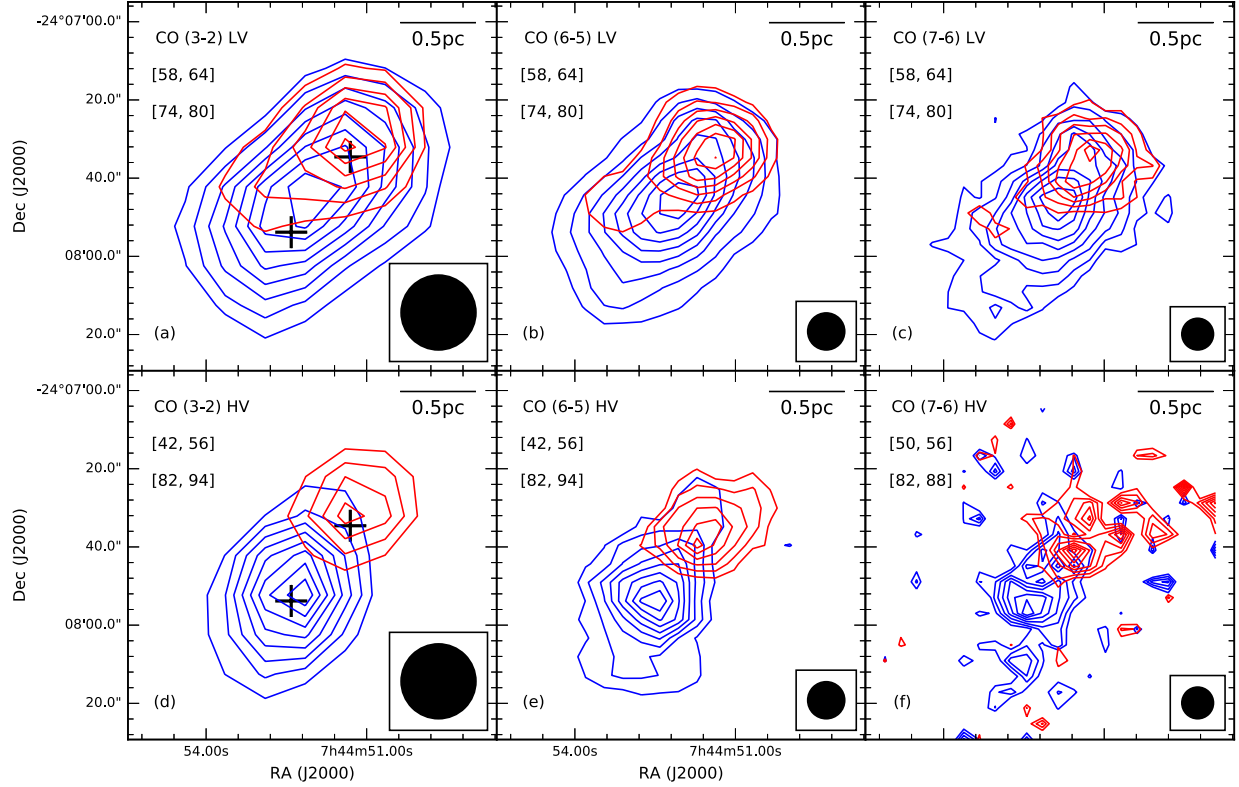 -24°07'00.0"
20.0"
40.0"
08'00.0"
20.0"
Dec (J2000)
CO (3-2) LV
0.5pc
[58, 64]
[74, 80]
(a)
CO (6-5) LV
0.5pc
[58, 64]
[74, 80]
(b)
CO (7-6) LV
0.5pc
[58, 64]
[74, 80]
(c)
-24°07'00.0"
20.0"
40.0"
08'00.0"
20.0"
Dec (J2000)
CO (3-2) HV
0.5pc
[42, 56]
[82, 94]
(d)
CO (6-5) HV
0.5pc
[42, 56]
[82, 94]
(e)
CO (7-6) HV
0.5pc
[50, 56]
[82, 88]
(f)
54.00s
7h44m51.00s
RA (J2000)
54.00s
7h44m51.00s
RA (J2000)